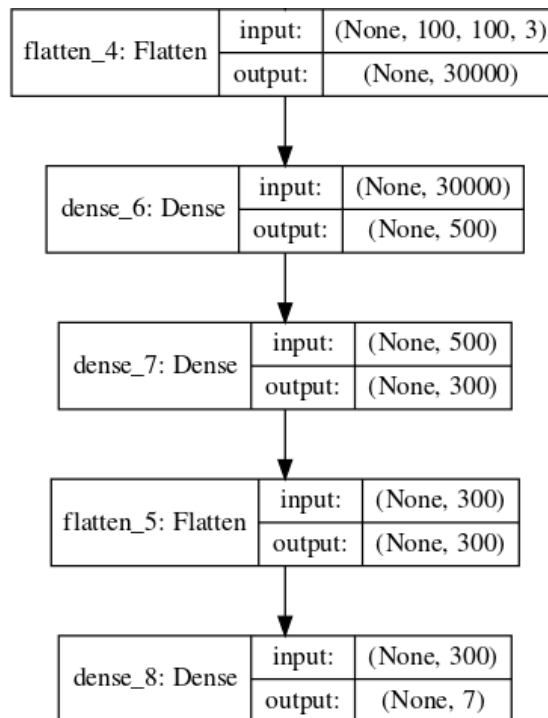 flatten_4: Flatten
input:
(None, 100, 100, 3)
output:
(None, 30000)
dense_6: Dense
input:
(None, 30000)
output:
(None, 500)
dense_7: Dense
input:
(None, 500)
output:
(None, 300)
flatten_5: Flatten
input:
(None, 300)
output:
(None, 300)
dense_8: Dense
input:
(None, 300)
output:
(None, 7)